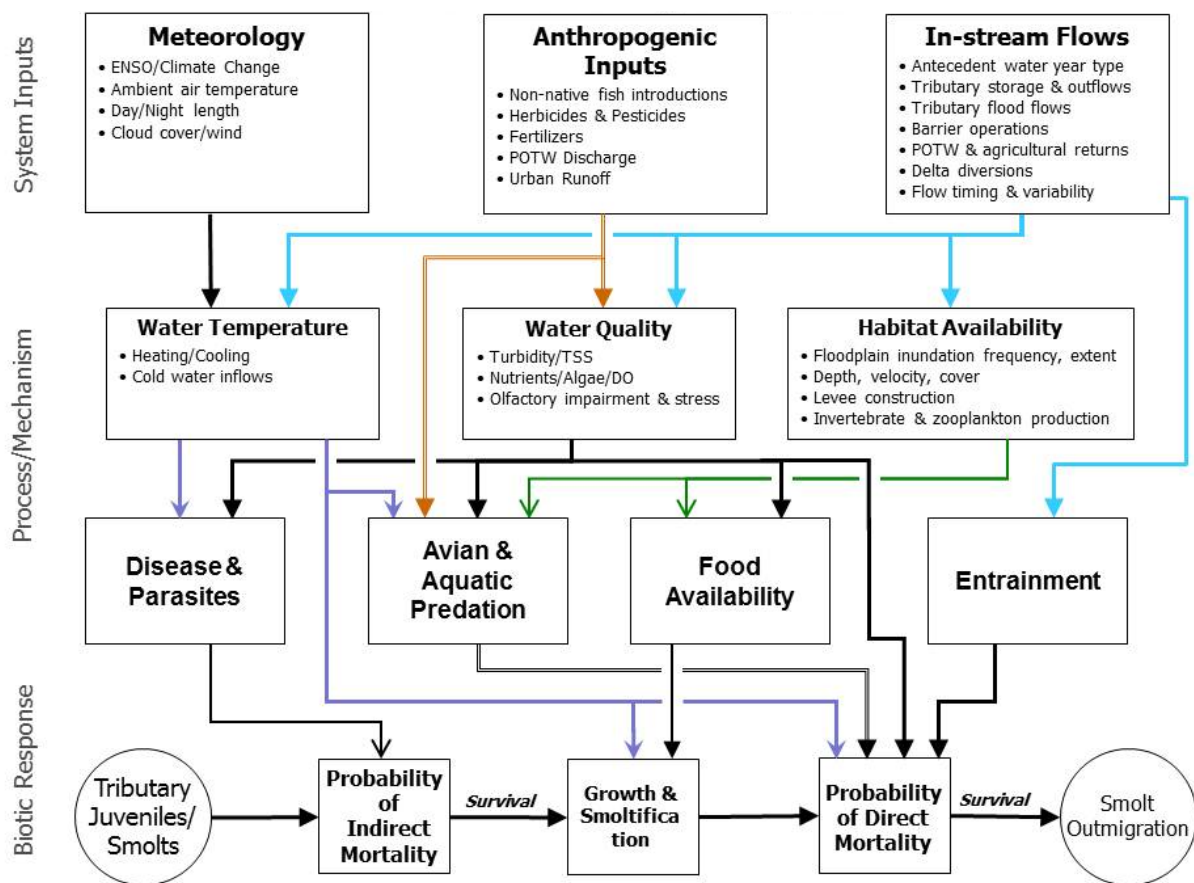 System Inputs
Meteorology
• ENSO/Climate Change
• Ambient air temperature
• Day/Night length
• Cloud cover/wind
Anthropogenic
Inputs
• Non-native fish introductions
• Herbicides & Pesticides
• Fertilizers
• POTW Discharge
• Urban Runoff
In-stream Flows
• Antecedent water year type
• Tributary storage & outflows
• Tributary flood flows
• Barrier operations
• POTW & agricultural returns
• Delta diversions
• Flow timing & variability
Process/Mechanism
Water Temperature
• Heating/Cooling
• Cold water inflows
Water Quality
• Turbidity/TSS
• Nutrients/Algae/DO
• Olfactory impairment & stress
Habitat Availability
• Floodplain inundation frequency, extent
• Depth, velocity, cover
• Levee construction
• Invertebrate & zooplankton production
Disease &
Parasites
Avian &
Aquatic
Predation
Food
Availability
Entrainment
Biotic Response
Tributary
Juveniles/
Smolts
Probability
of
Indirect
Mortality
Survival
Growth &
Smoltifica
tion
Probability
of Direct
Mortality
Survival
Smolt
Outmigration